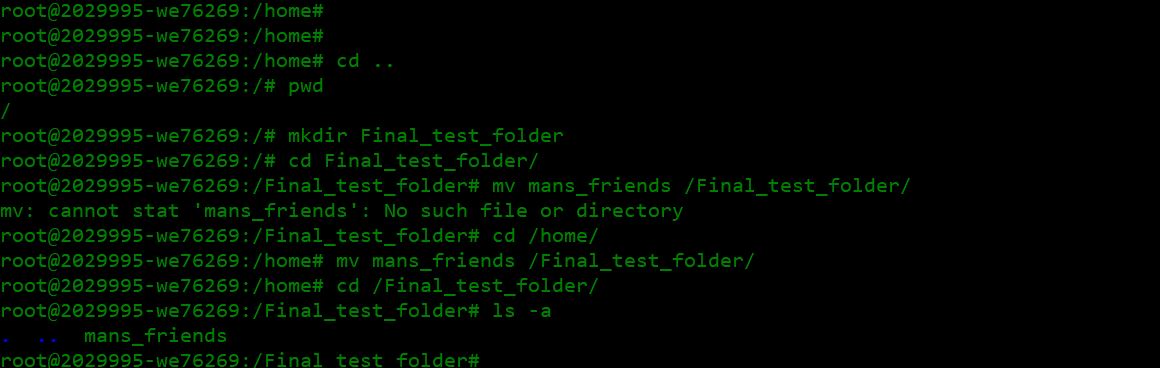 root@2029995-we76269:/home#
root@2029995-we76269:/home#
root@2029995-we76269:/home# cd ..
root@2029995-we76269:/# pwd
/
root@2029995-we76269:/# mkdir Final_test_folder
root@2029995-we76269:/# cd Final_test_folder/
root@2029995-we76269:/Final_test_folder# mv mans_friends /Final_test_folder/
mv: cannot stat 'mans_friends': No such file or directory
root@2029995-we76269:/Final_test_folder# cd /home/
root@2029995-we76269:/home# mv mans_friends /Final_test_folder/
root@2029995-we76269:/home# cd /Final_test_folder/
root@2029995-we76269:/Final_test_folder# ls -a
.  ..  mans_friends
root@2029995-we76269:/Final_test_folder#